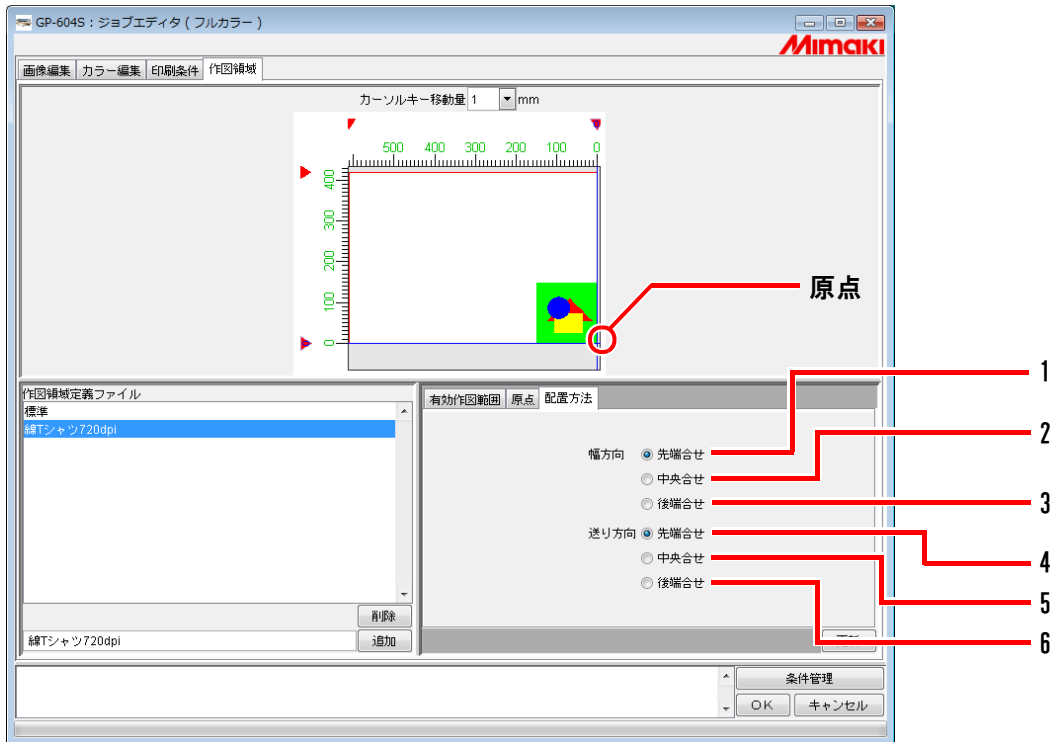 GP-604S : ジョブエディタ ( フルカラー )
Mimaki
画像編集 カラー編集 印刷条件 作図領域
カーソルキー移動量 1 mm
500 400 300 200 100 0
400
300
200
100
0
原点
作図領域定義ファイル
標準
綿Tシャツ720dpi
削除
綿Tシャツ720dpi 追加
有効作図範囲 原点 配置方法
幅方向 先端合せ 1
中央合せ 2
後端合せ 3
送り方向 先端合せ 4
中央合せ 5
後端合せ 6
条件管理
OK キャンセル